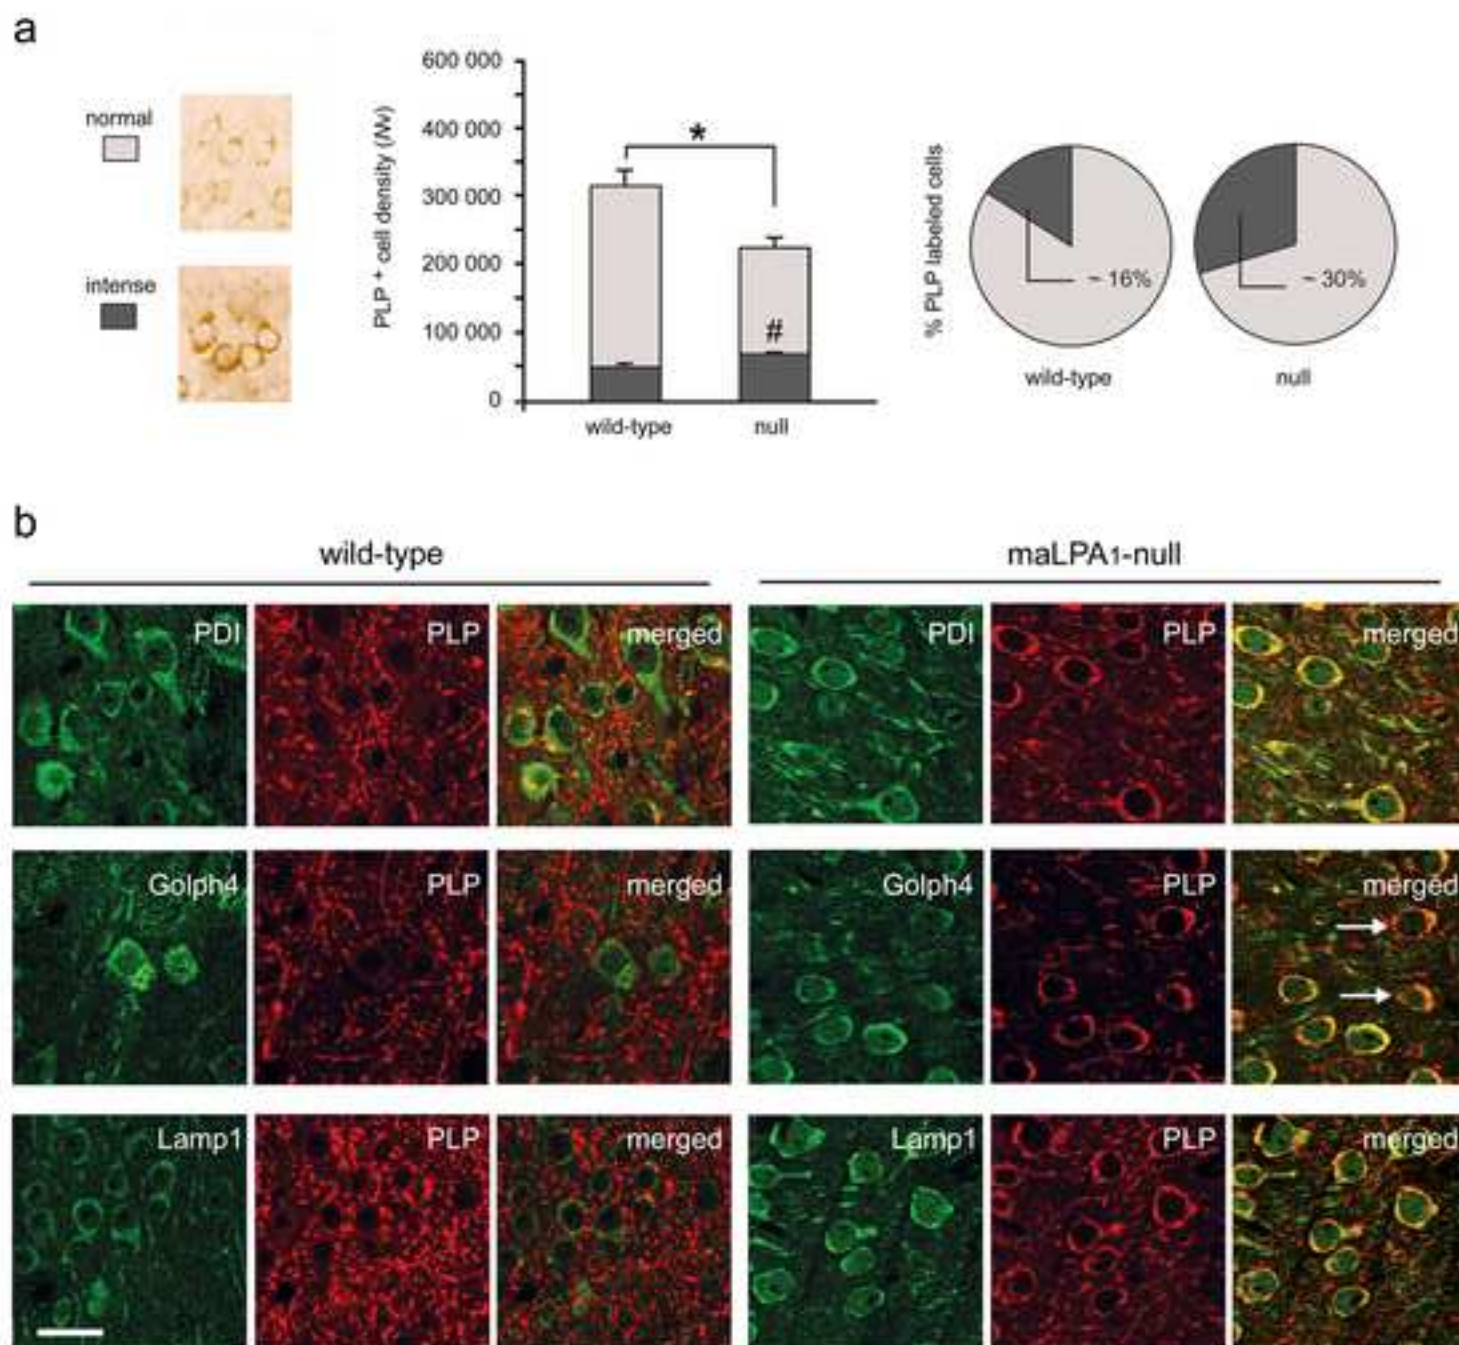 a
normal
intense
PLP + cell density (Nv)
600 000
400 000
300 000
200 000
100 000
0
*
#
wild-type null
% PLP labeled cells
~ 16%
~ 30%
wild-type null
b
wild-type maLPA1-null
PDI PLP merged PDI PLP merged
Golph4 PLP merged Golph4 PLP merged
Lamp1 PLP merged Lamp1 PLP merged